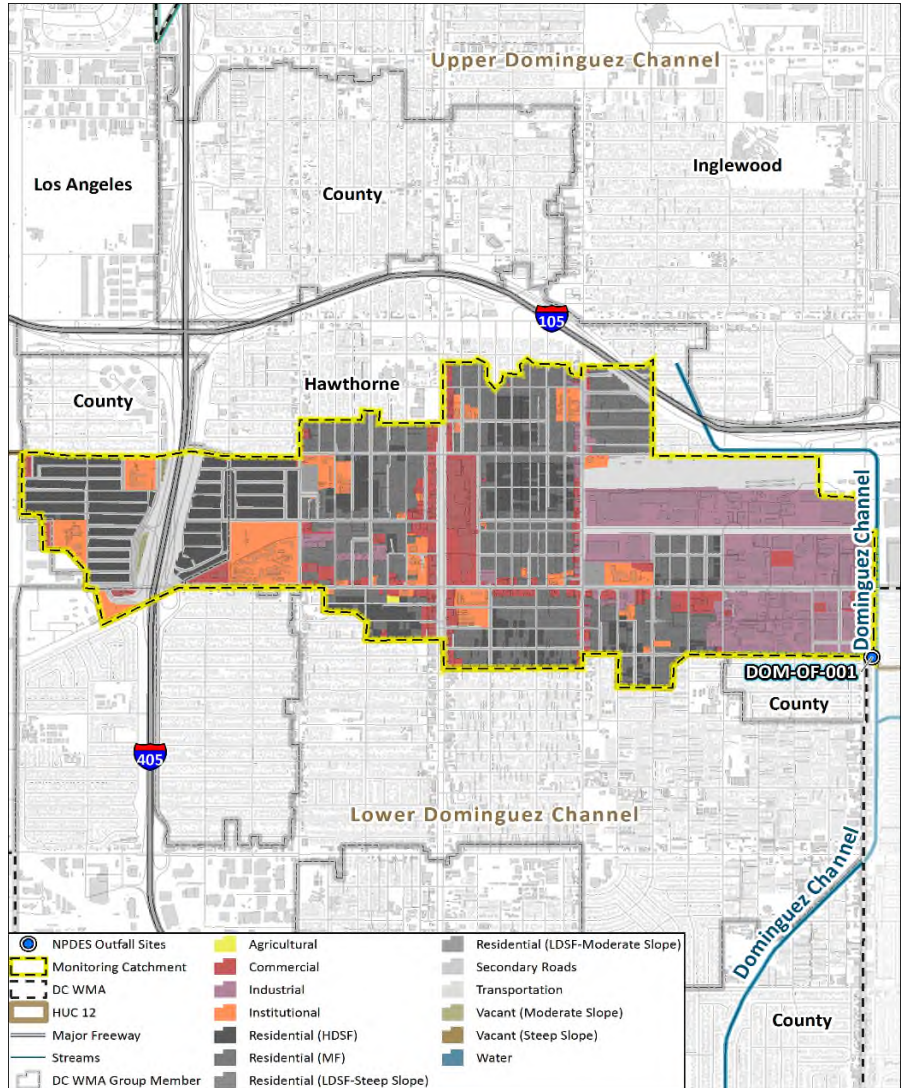 Upper Dominguez Channel
Inglewood
Los Angeles
County
105
Hawthorne
County
Dominguez Channel
DOM-OF-001
County
405
Lower Dominguez Channel
Dominguez Channel
County
NPDES Outfall Sites
Monitoring Catchment
DC WMA
HUC 12
Major Freeway
Streams
DC WMA Group Member
Agricultural
Commercial
Industrial
Institutional
Residential (HDSF)
Residential (MF)
Residential (LDSF-Steep Slope)
Residential (LDSF-Moderate Slope)
Secondary Roads
Transportation
Vacant (Moderate Slope)
Vacant (Steep Slope)
Water